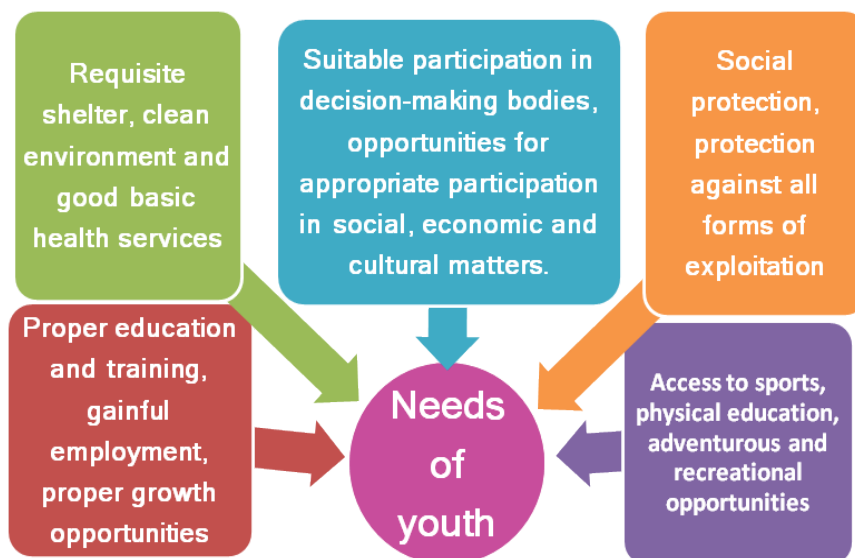 Requisite
shelter, clean
environment and
good basic
health services
Suitable participation in
decision-making bodies,
opportunities for
appropriate participation
in social, economic and
cultural matters.
Social
protection,
protection
against all
forms of
exploitation
Proper education
and training,
gainful
employment,
proper growth
opportunities
Needs
of
youth
Access to sports,
physical education,
adventurous and
recreational
opportunities